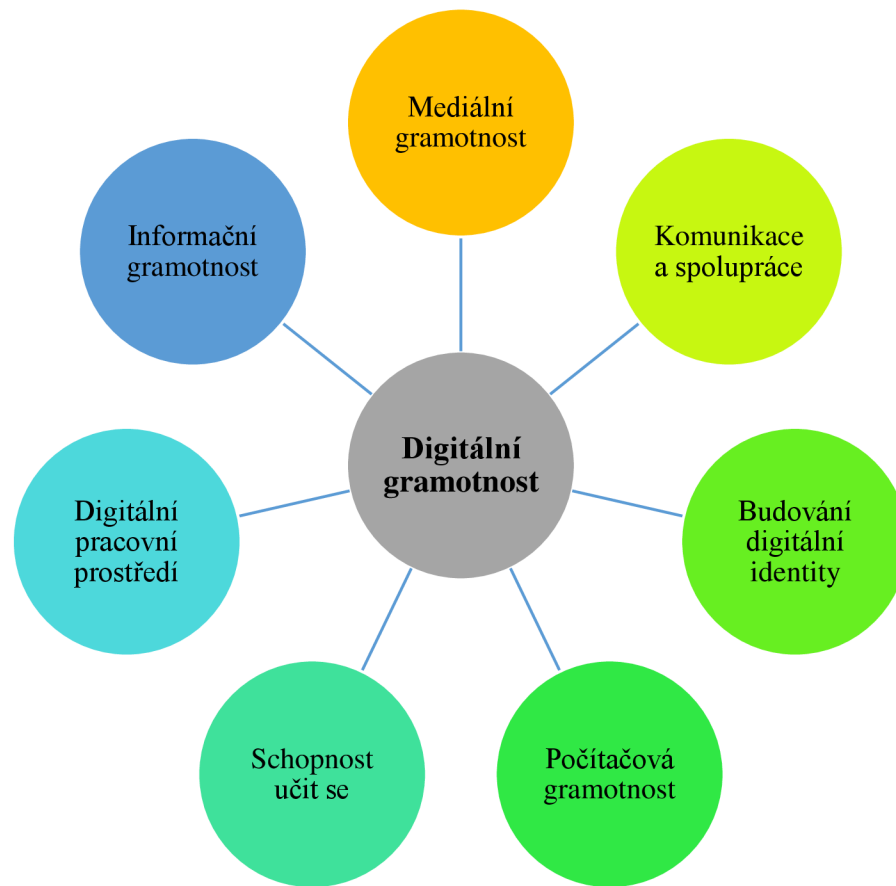 Mediální
gramotnost
Informační
gramotnost
Komunikace
a spolupráce
Digitální
gramotnost
Digitální
pracovní
prostředí
Budování
digitální
identity
Schopnost
učit se
Počítačová
gramotnost